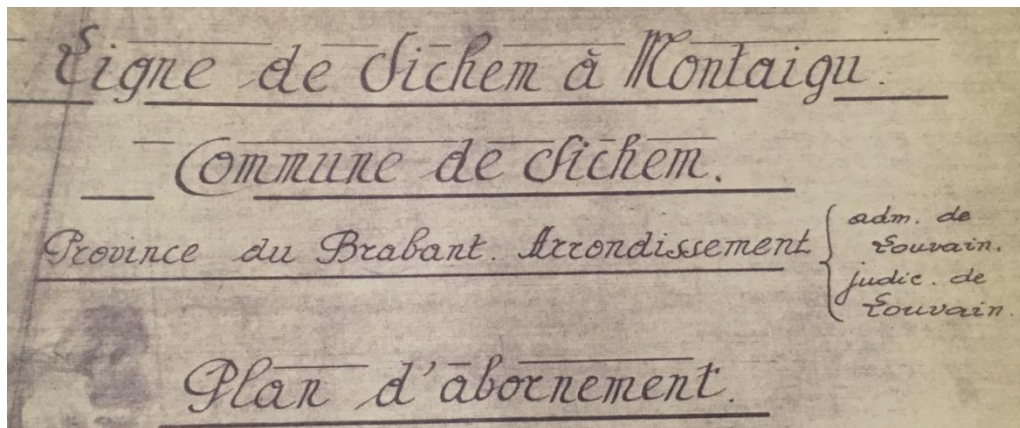 Ligne de Sichem à Montaigu.
Commune de Sichem.
Province du Brabant. Arrondissement { adm. de
Louvain.
judic. de
Louvain.
Plan d'abornement.